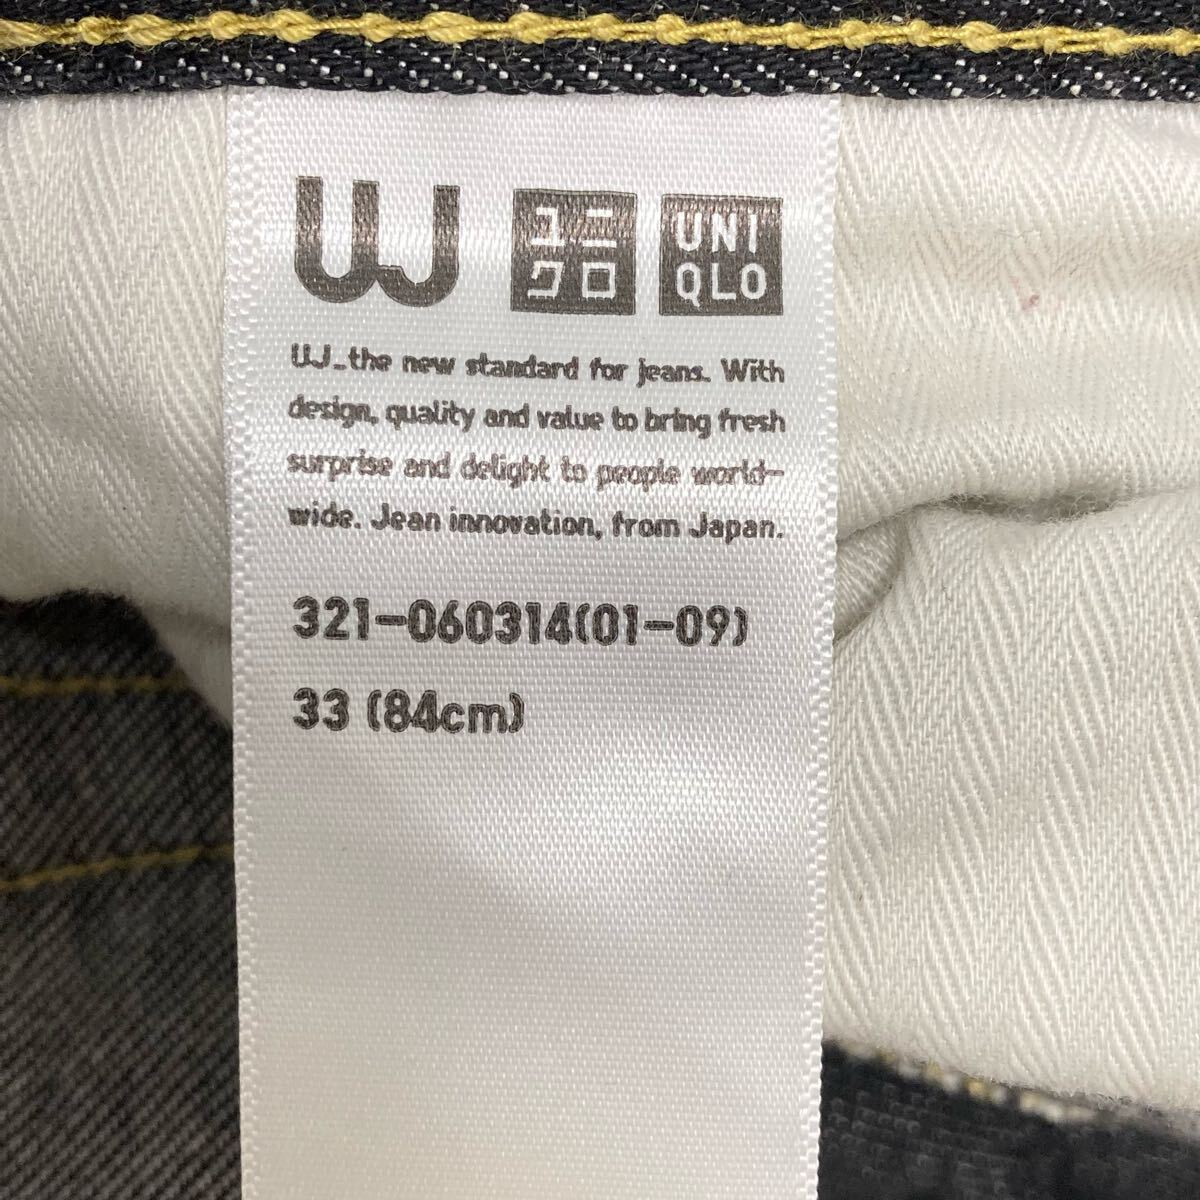 UJ ユニ UNI
クロ QLO
UJ_the new standard for jeans. With
design, quality and value to bring fresh
surprise and delight to people world-
wide. Jean innovation, from Japan.
321-060314(01-09)
33 (84cm)